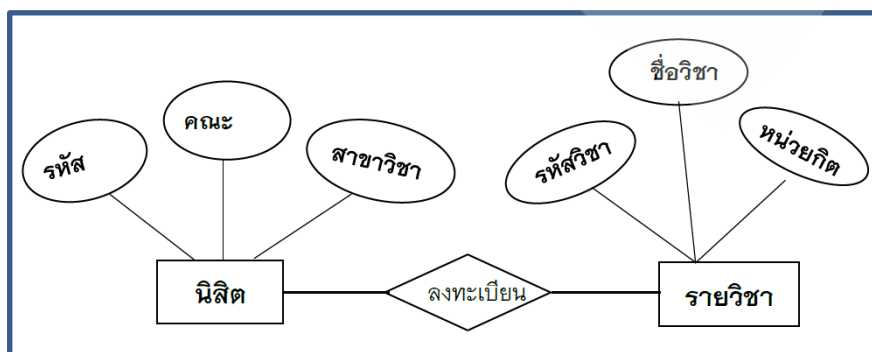 ชื่อวิชา
คณะ
รหัส
สาขาวิชา
รหัสวิชา
หน่วยกิต
นิสิต
ลงทะเบียน
รายวิชา